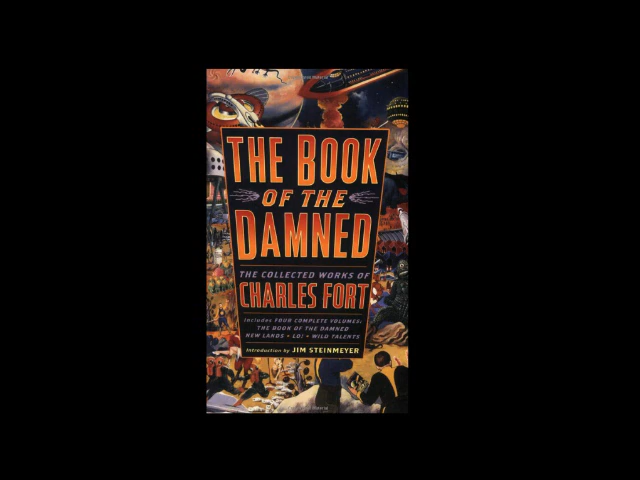 THE BOOK
OF THE
DAMNED
THE COLLECTED WORKS OF
CHARLES FORT
Includes FOUR COMPLETE VOLUMES:
THE BOOK OF THE DAMNED
NEW LANDS • LO! • WILD TALENTS
Introduction by JIM STEINMEYER